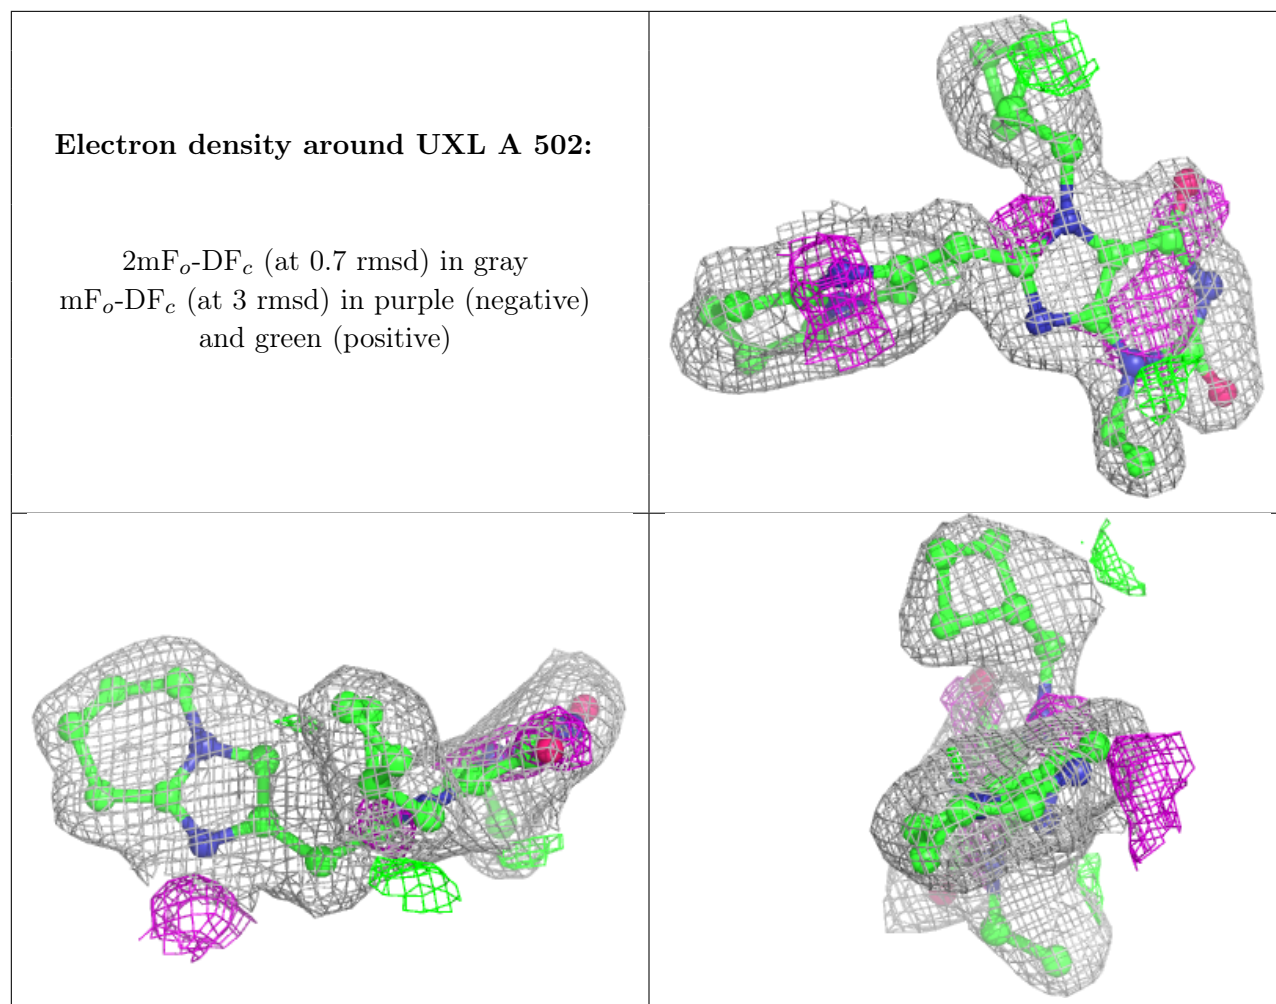 Electron density around UXL A 502:
2mFₒ-DF𝑐 (at 0.7 rmsd) in gray
mFₒ-DF𝑐 (at 3 rmsd) in purple (negative)
and green (positive)